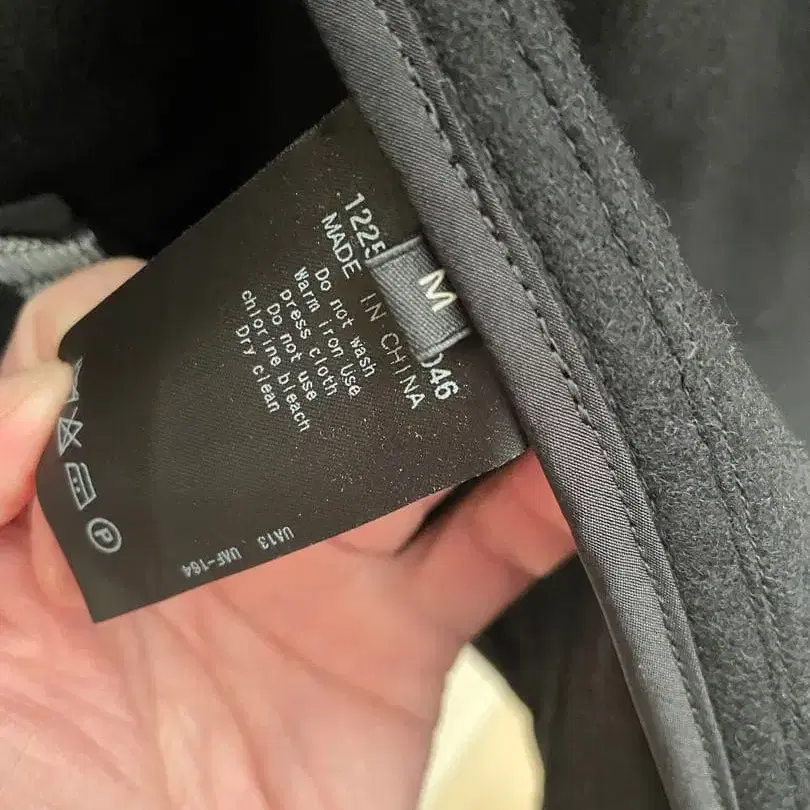 1225
M
046
MADE IN CHINA
Do not wash
Warm iron Use
press cloth
Do not use
chlorine bleach
Dry clean
P
UA13 UAF-164